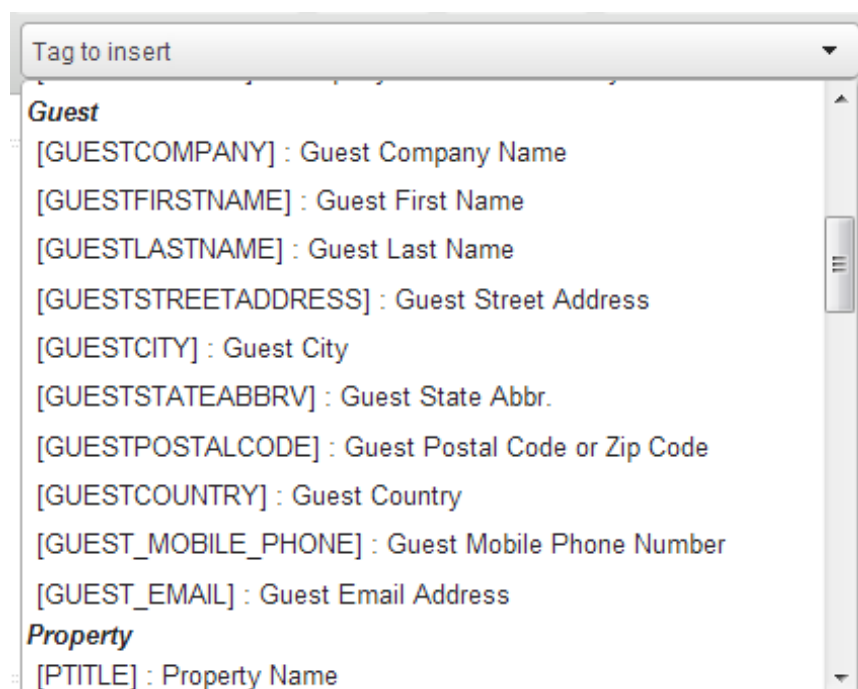 Tag to insert
Guest
[GUESTCOMPANY] : Guest Company Name
[GUESTFIRSTNAME] : Guest First Name
[GUESTLASTNAME] : Guest Last Name
[GUESTSTREETADDRESS] : Guest Street Address
[GUESTCITY] : Guest City
[GUESTSTATEABBRV] : Guest State Abbr.
[GUESTPOSTALCODE] : Guest Postal Code or Zip Code
[GUESTCOUNTRY] : Guest Country
[GUEST_MOBILE_PHONE] : Guest Mobile Phone Number
[GUEST_EMAIL] : Guest Email Address
Property
[PTITLE] : Property Name